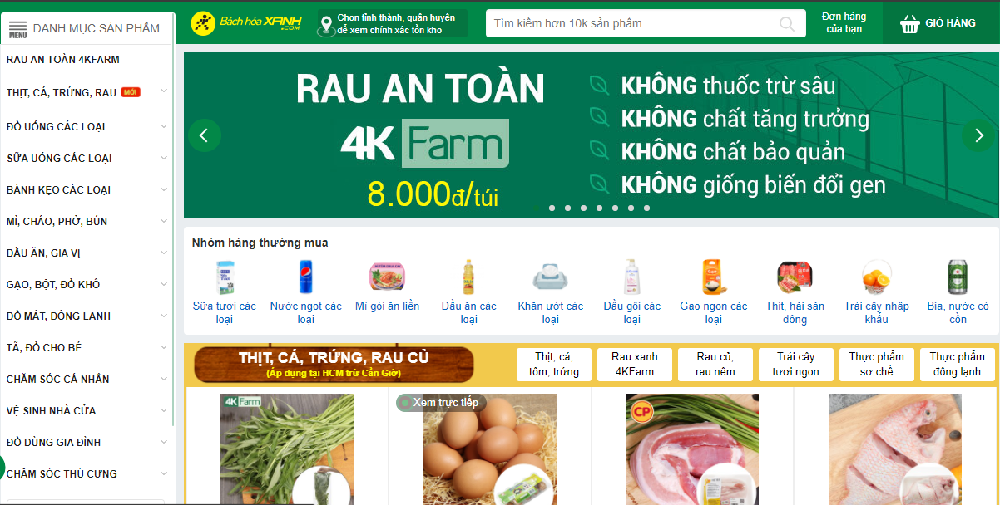 MENU
DANH MỤC SẢN PHẨM
Bách hóa XANH
.COM
Chọn tỉnh thành, quận huyện
để xem chính xác tồn kho
Tìm kiếm hơn 10k sản phẩm
Đơn hàng
của bạn
GIỎ HÀNG
RAU AN TOÀN 4KFARM
THỊT, CÁ, TRỨNG, RAU MỚI
ĐỒ UỐNG CÁC LOẠI
SỮA UỐNG CÁC LOẠI
BÁNH KẸO CÁC LOẠI
MÌ, CHÁO, PHỞ, BÚN
DẦU ĂN, GIA VỊ
GẠO, BỘT, ĐỒ KHÔ
ĐỒ MÁT, ĐÔNG LẠNH
TÃ, ĐỒ CHO BÉ
CHĂM SÓC CÁ NHÂN
VỆ SINH NHÀ CỬA
ĐỒ DÙNG GIA ĐÌNH
CHĂM SÓC THÚ CƯNG
RAU AN TOÀN
4K Farm
8.000đ/túi
KHÔNG thuốc trừ sâu
KHÔNG chất tăng trưởng
KHÔNG chất bảo quản
KHÔNG giống biến đổi gen
Nhóm hàng thường mua
Sữa tươi các
loại
Nước ngọt các
loại
Mì gói ăn liền
Dầu ăn các
loại
Khăn ướt các
loại
Dầu gội các
loại
Gạo ngon các
loại
Thịt, hải sản
đông
Trái cây nhập
khẩu
Bia, nước có
cồn
THỊT, CÁ, TRỨNG, RAU CỦ
(Áp dụng tại HCM trừ Cần Giờ)
Thịt, cá,
tôm, trứng
Rau xanh
4KFarm
Rau củ,
rau nêm
Trái cây
tươi ngon
Thực phẩm
sơ chế
Thực phẩm
đông lạnh
4K Farm
Xem trực tiếp
CP